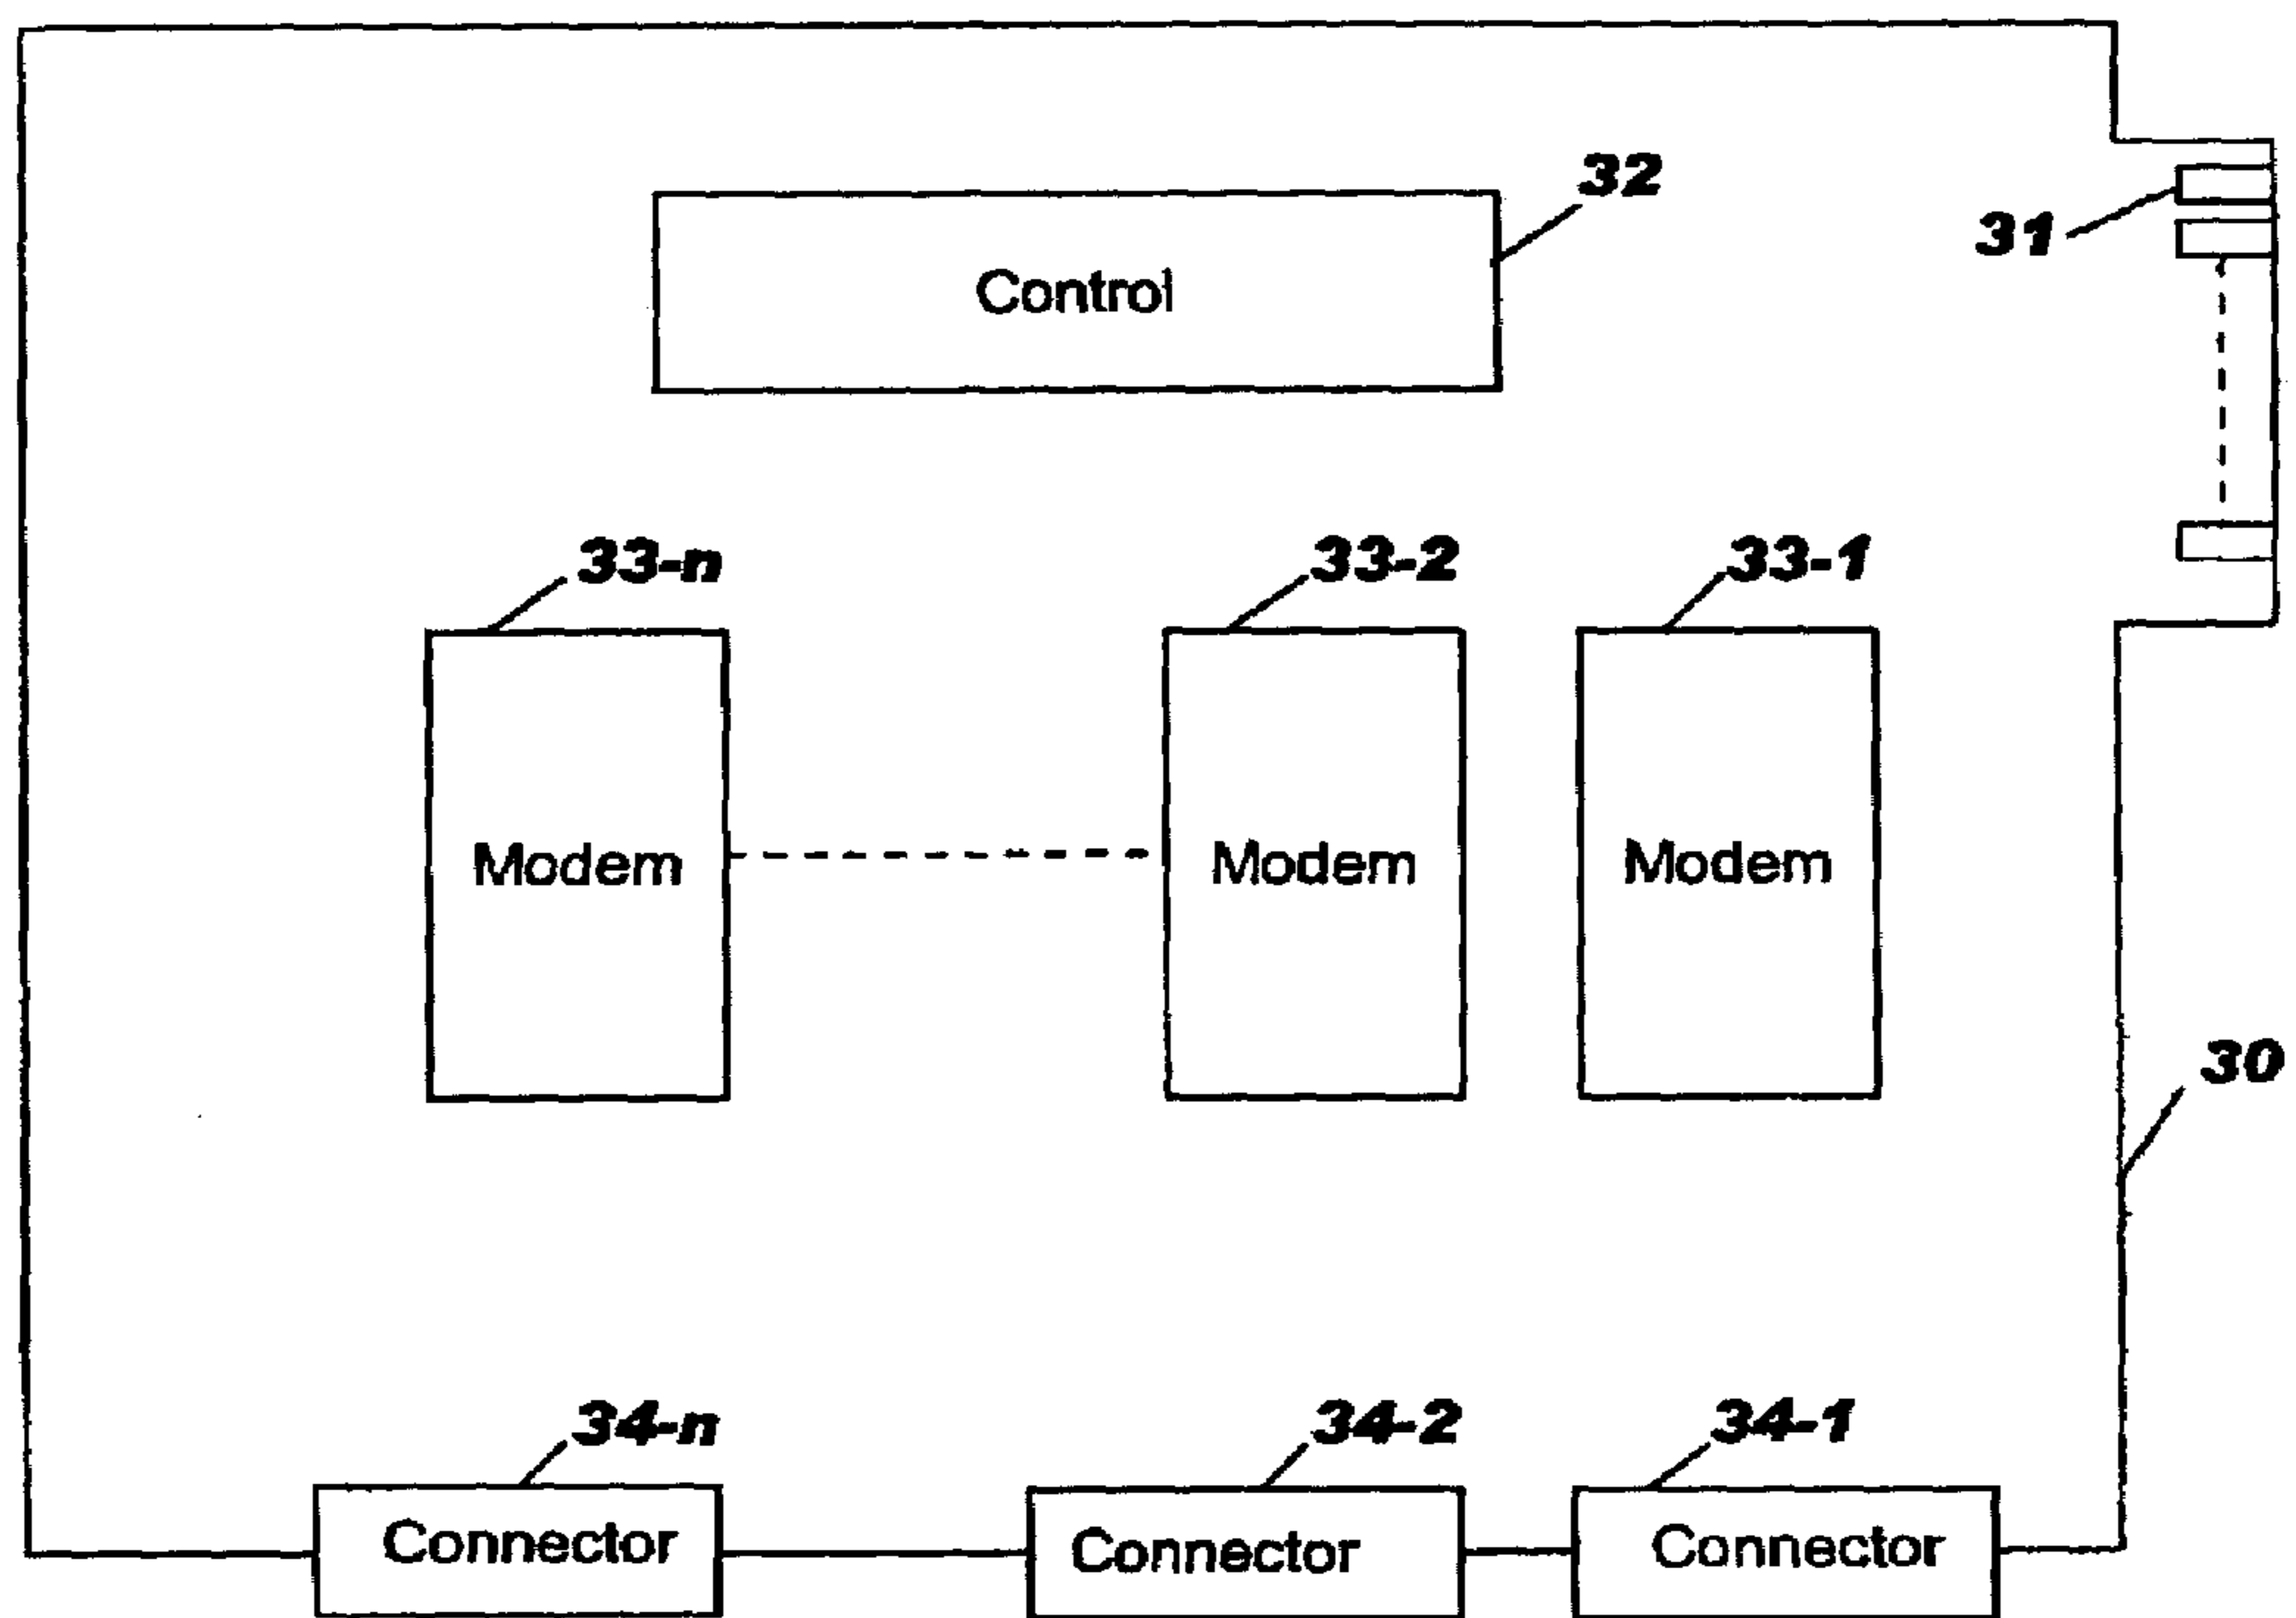 32
31
Control
33-n
33-2
33-1
Modem
Modem
Modem
30
34-n
34-2
34-1
Connector
Connector
Connector